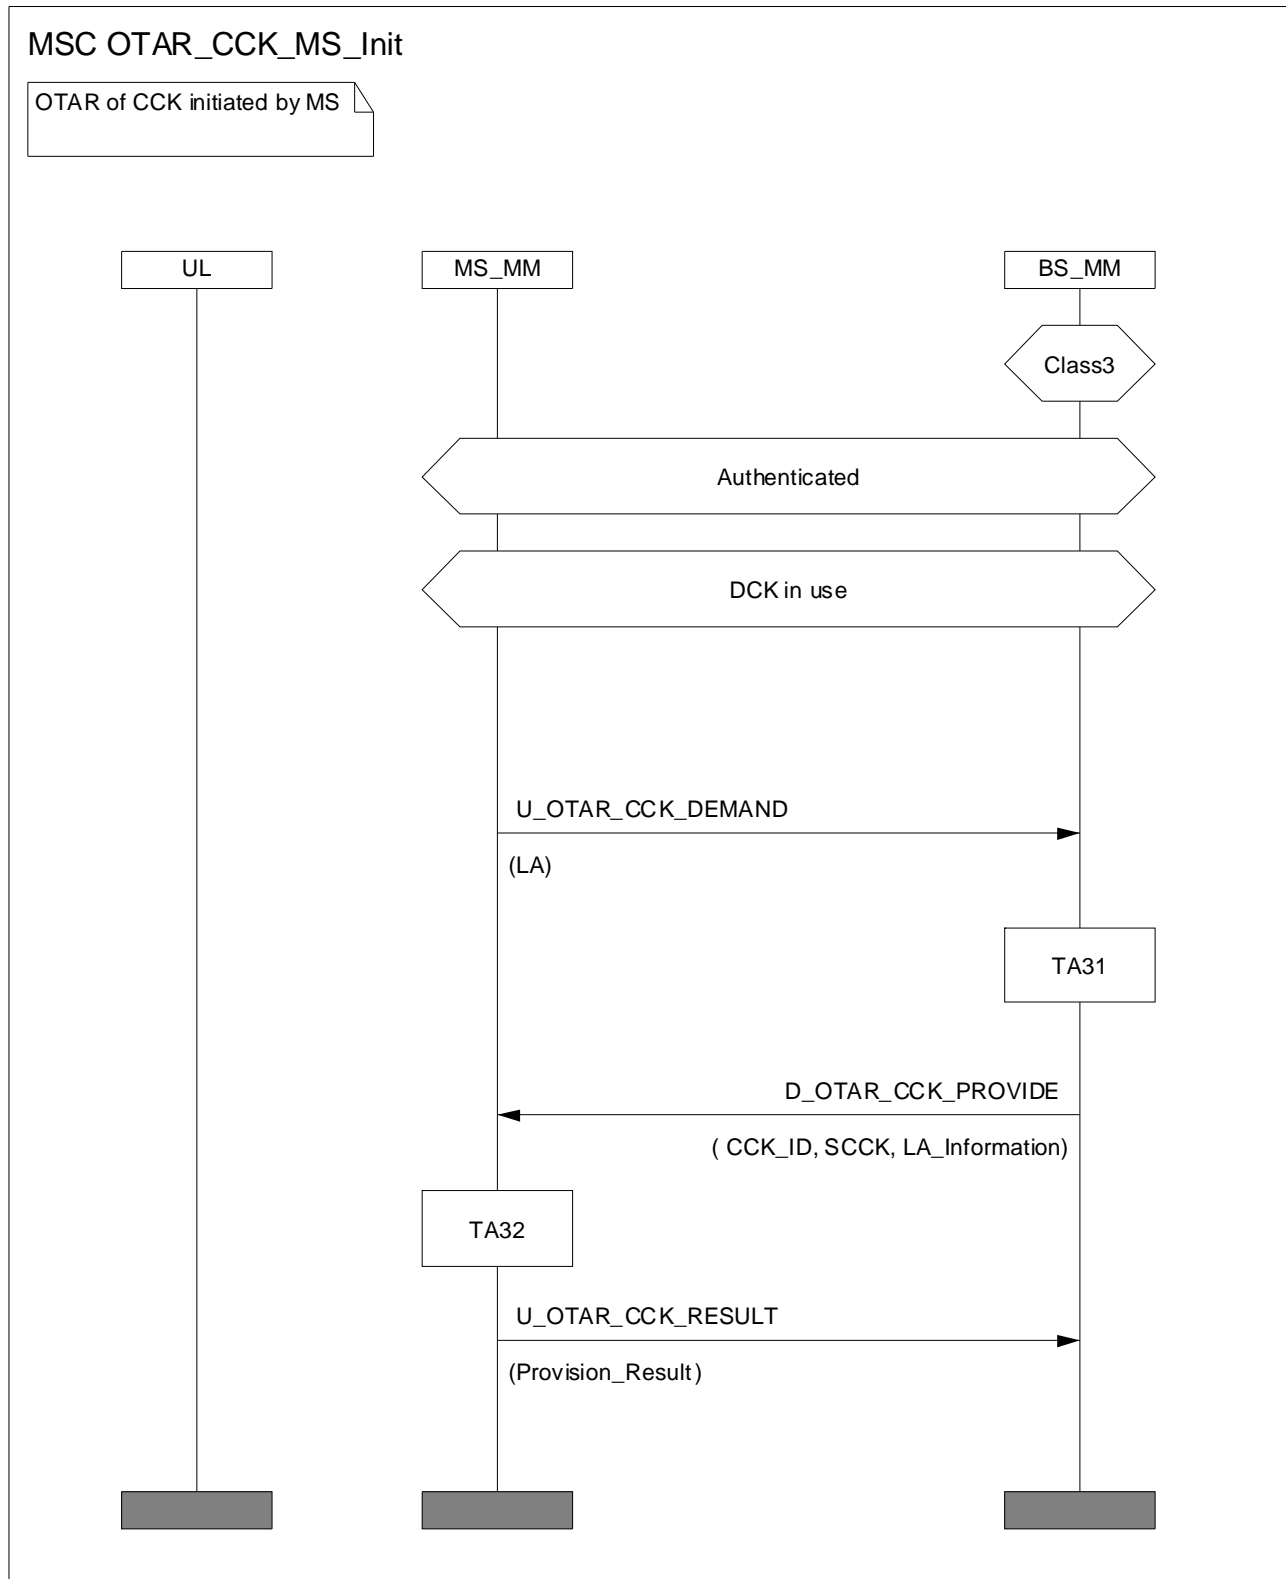 MSC OTAR_CCK_MS_Init
OTAR of CCK initiated by MS
UL
MS_MM
BS_MM
Class3
Authenticated
DCK in use
U_OTAR_CCK_DEMAND
(LA)
TA31
D_OTAR_CCK_PROVIDE
( CCK_ID, SCCK, LA_Information)
TA32
U_OTAR_CCK_RESULT
(Provision_Result)